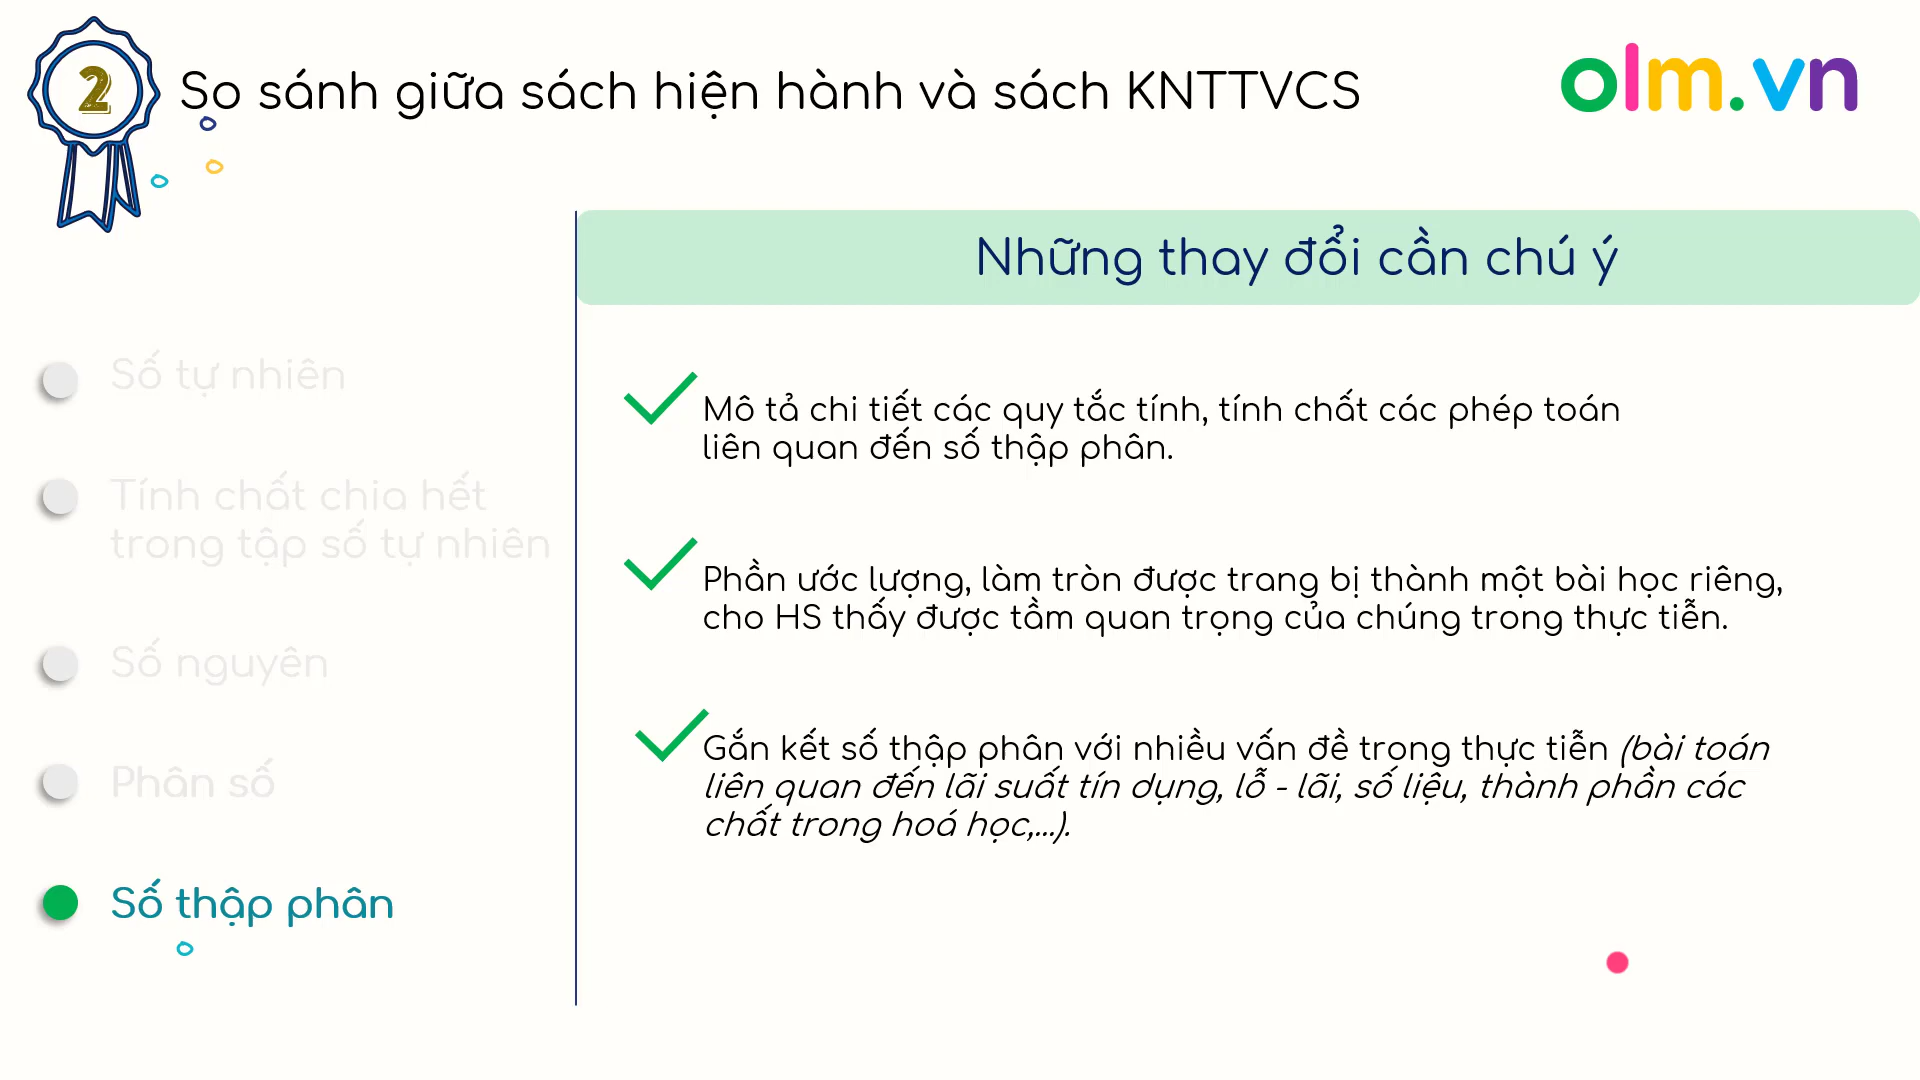 2
So sánh giữa sách hiện hành và sách KNTTVCS
olm.vn
Những thay đổi cần chú ý
Số tự nhiên
Tính chất chia hết
trong tập số tự nhiên
Số nguyên
Phân số
Số thập phân
Mô tả chi tiết các quy tắc tính, tính chất các phép toán
liên quan đến số thập phân.
Phần ước lượng, làm tròn được trang bị thành một bài học riêng,
cho HS thấy được tầm quan trọng của chúng trong thực tiễn.
Gắn kết số thập phân với nhiều vấn đề trong thực tiễn (bài toán
liên quan đến lãi suất tín dụng, lỗ - lãi, số liệu, thành phần các
chất trong hoá học,...).